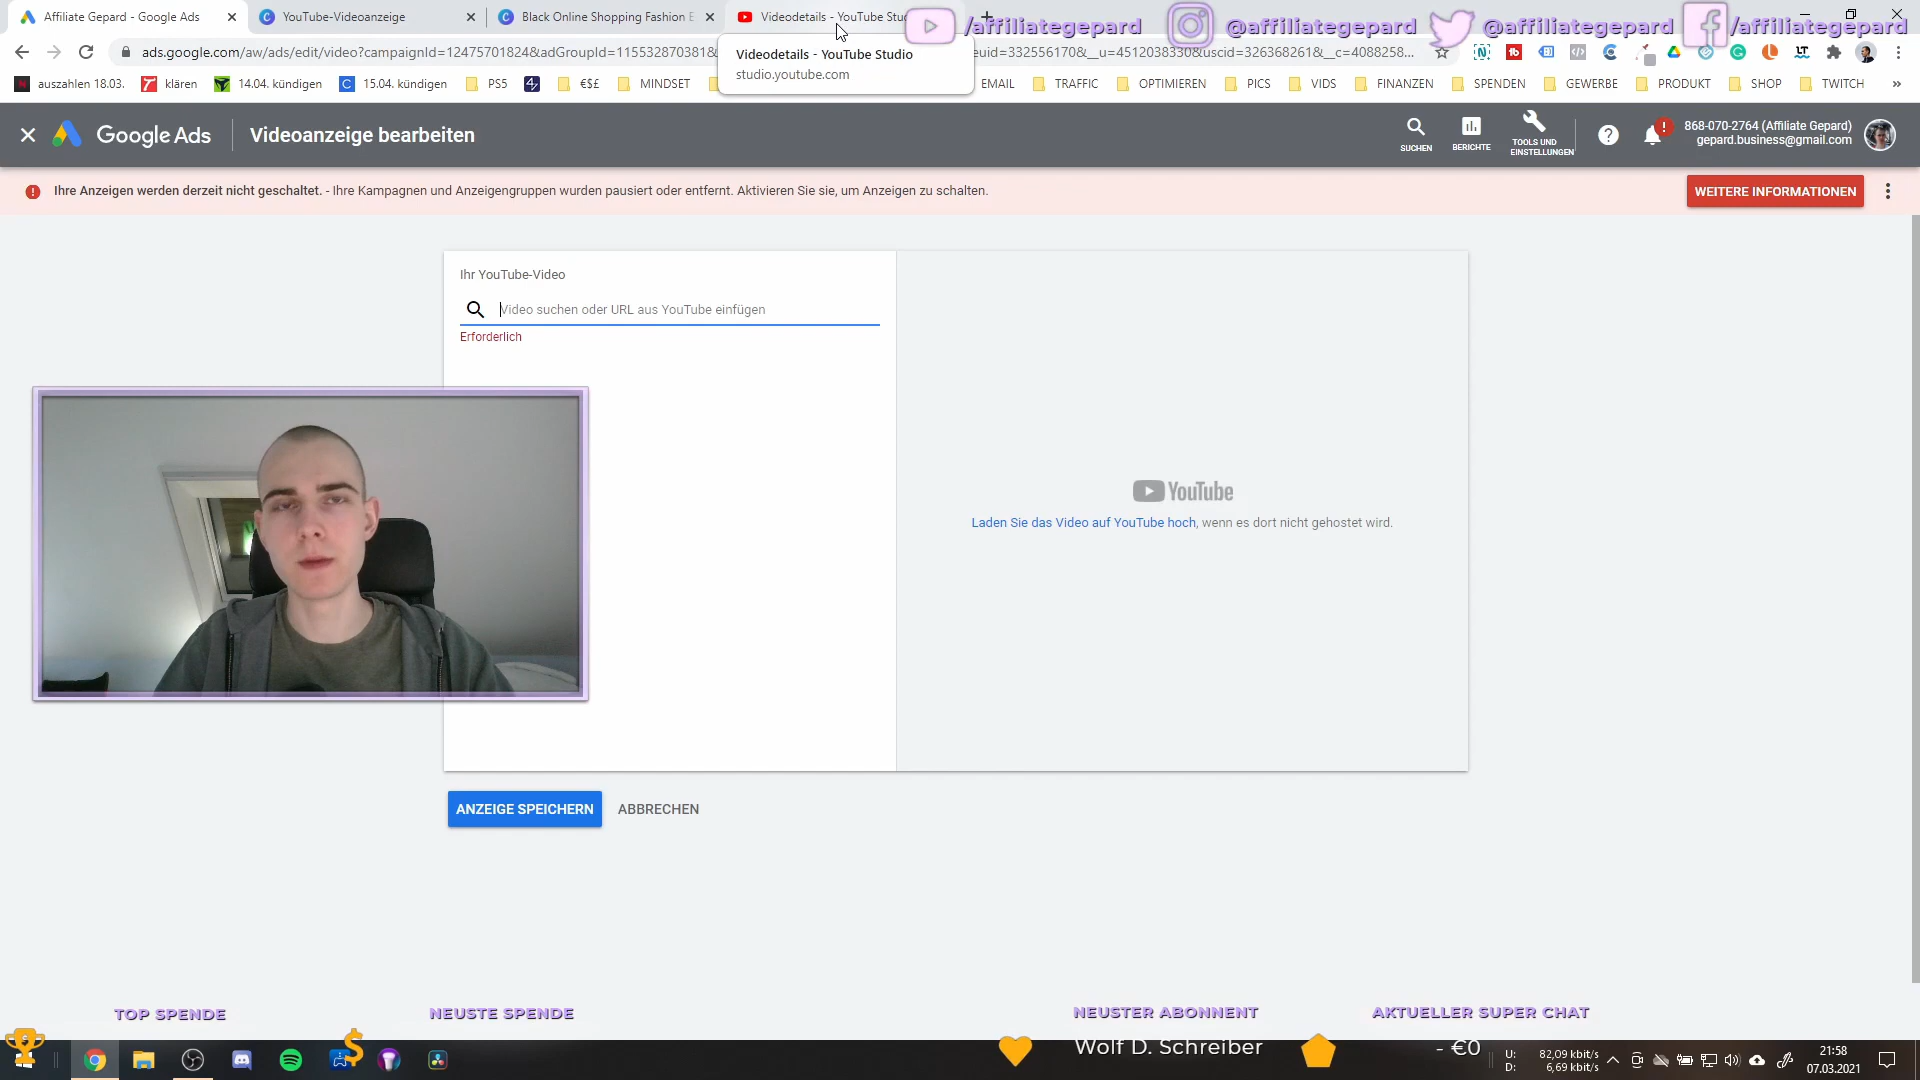 Affiliate Gepard - Google Ads
YouTube-Videoanzeige
Black Online Shopping Fashion
Videodetails - YouTube Stu
/affiliategepard
@affiliategepard
@affiliategepard
/affiliategepard
ads.google.com/aw/ads/edit/video?campaignId=12475701824&adGroupId=115532870381&
euid=332556170&__u=4512038330&uscid=326368261&__c=4088258...
Videodetails - YouTube Studio
studio.youtube.com
auszahlen 18.03.
klären
14.04. kündigen
15.04. kündigen
PS5
€$£
MINDSET
EMAIL
TRAFFIC
OPTIMIEREN
PICS
VIDS
FINANZEN
SPENDEN
GEWERBE
PRODUKT
SHOP
TWITCH
Google Ads
Videoanzeige bearbeiten
SUCHEN
BERICHTE
TOOLS UND
EINSTELLUNGEN
868-070-2764 (Affiliate Gepard)
gepard.business@gmail.com
Ihre Anzeigen werden derzeit nicht geschaltet. - Ihre Kampagnen und Anzeigengruppen wurden pausiert oder entfernt. Aktivieren Sie sie, um Anzeigen zu schalten.
WEITERE INFORMATIONEN
Ihr YouTube-Video
Video suchen oder URL aus YouTube einfügen
Erforderlich
YouTube
Laden Sie das Video auf YouTube hoch, wenn es dort nicht gehostet wird.
ANZEIGE SPEICHERN
ABBRECHEN
TOP SPENDE
NEUSTE SPENDE
NEUSTER ABONNENT
AKTUELLER SUPER CHAT
Wolf D. Schreiber
- €0
U: 82,09 kbit/s
D: 6,69 kbit/s
21:58
07.03.2021